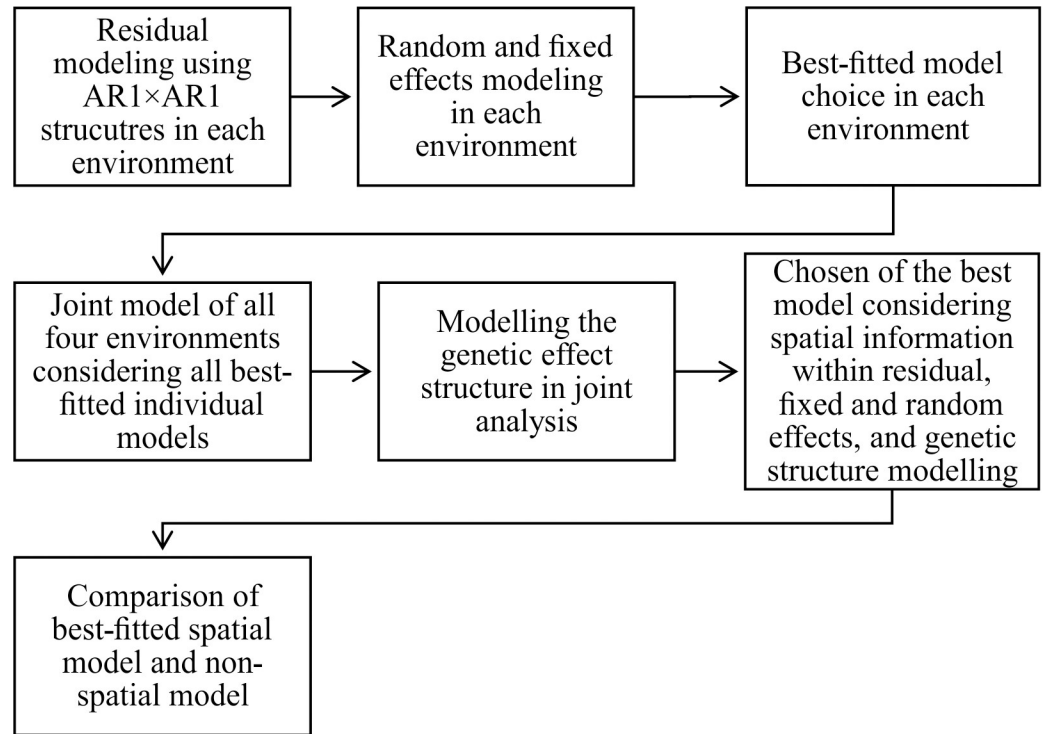 Residual
modeling using
AR1×AR1
strucutres in each
environment
Random and fixed
effects modeling
in each
environment
Best-fitted model
choice in each
environment
Joint model of all
four environments
considering all best-
fitted individual
models
Modelling the
genetic effect
structure in joint
analysis
Chosen of the best
model considering
spatial information
within residual,
fixed and random
effects, and genetic
structure modelling
Comparison of
best-fitted spatial
model and non-
spatial model